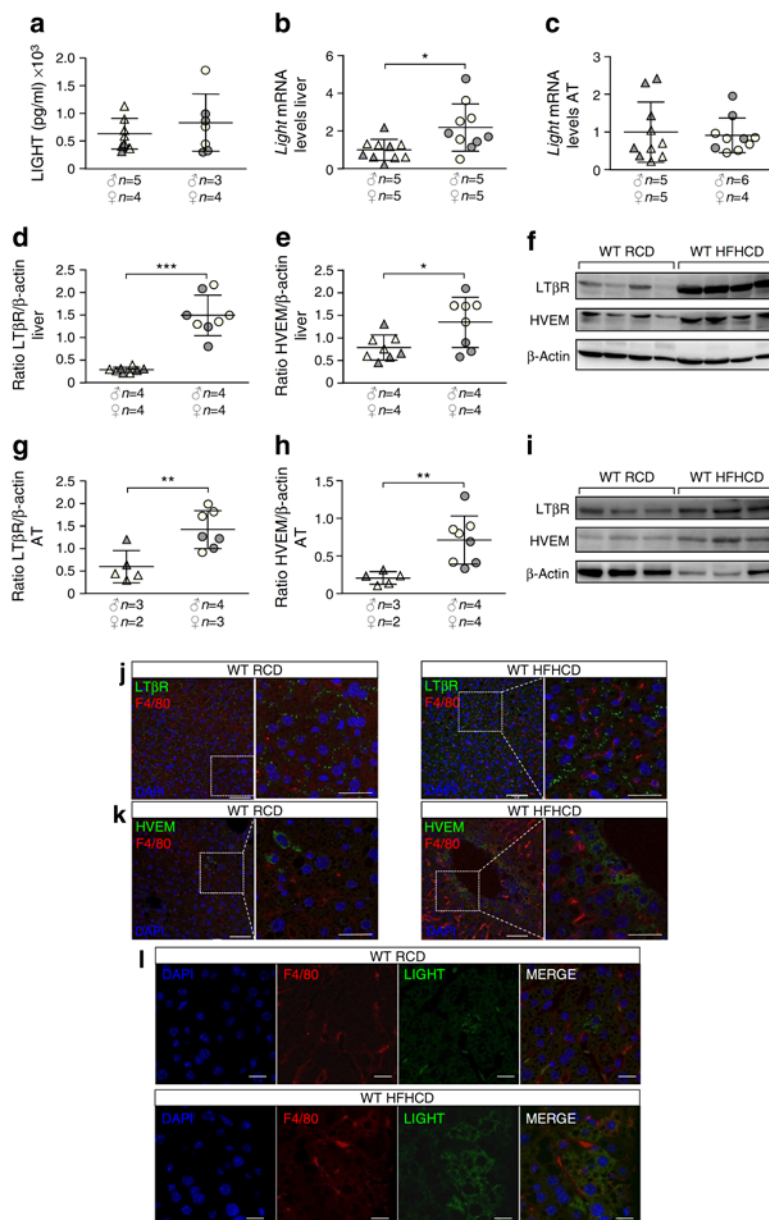 a
b
c
LIGHT (pg/ml) ×10³
2.0
1.5
1.0
0.5
0
♂ n=5
♀ n=4
♂ n=3
♀ n=4
Light mRNA levels liver
6
4
2
0
*
♂ n=5
♀ n=5
♂ n=5
♀ n=5
Light mRNA levels AT
3
2
1
0
♂ n=5
♀ n=5
♂ n=6
♀ n=4
d
e
f
Ratio LTβR/β-actin liver
2.5
2.0
1.5
1.0
0.5
0
***
♂ n=4
♀ n=4
♂ n=4
♀ n=4
Ratio HVEM/β-actin liver
2.5
2.0
1.5
1.0
0.5
0
*
♂ n=4
♀ n=4
♂ n=4
♀ n=4
WT RCD
WT HFHCD
LTβR
HVEM
β-Actin
g
h
i
Ratio LTβR/β-actin AT
2.5
2.0
1.5
1.0
0.5
0
**
♂ n=3
♀ n=2
♂ n=4
♀ n=3
Ratio HVEM/β-actin AT
1.5
1.0
0.5
0
**
♂ n=3
♀ n=2
♂ n=4
♀ n=4
WT RCD
WT HFHCD
LTβR
HVEM
β-Actin
j
WT RCD
WT HFHCD
LTβR
F4/80
DAPI
LTβR
F4/80
DAPI
k
WT RCD
WT HFHCD
HVEM
F4/80
DAPI
HVEM
F4/80
DAPI
l
WT RCD
DAPI
F4/80
LIGHT
MERGE
WT HFHCD
DAPI
F4/80
LIGHT
MERGE